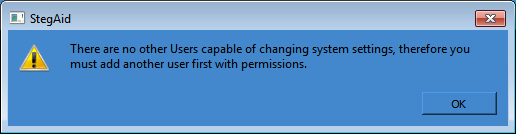 StegAid
There are no other Users capable of changing system settings, therefore you
must add another user first with permissions.
OK